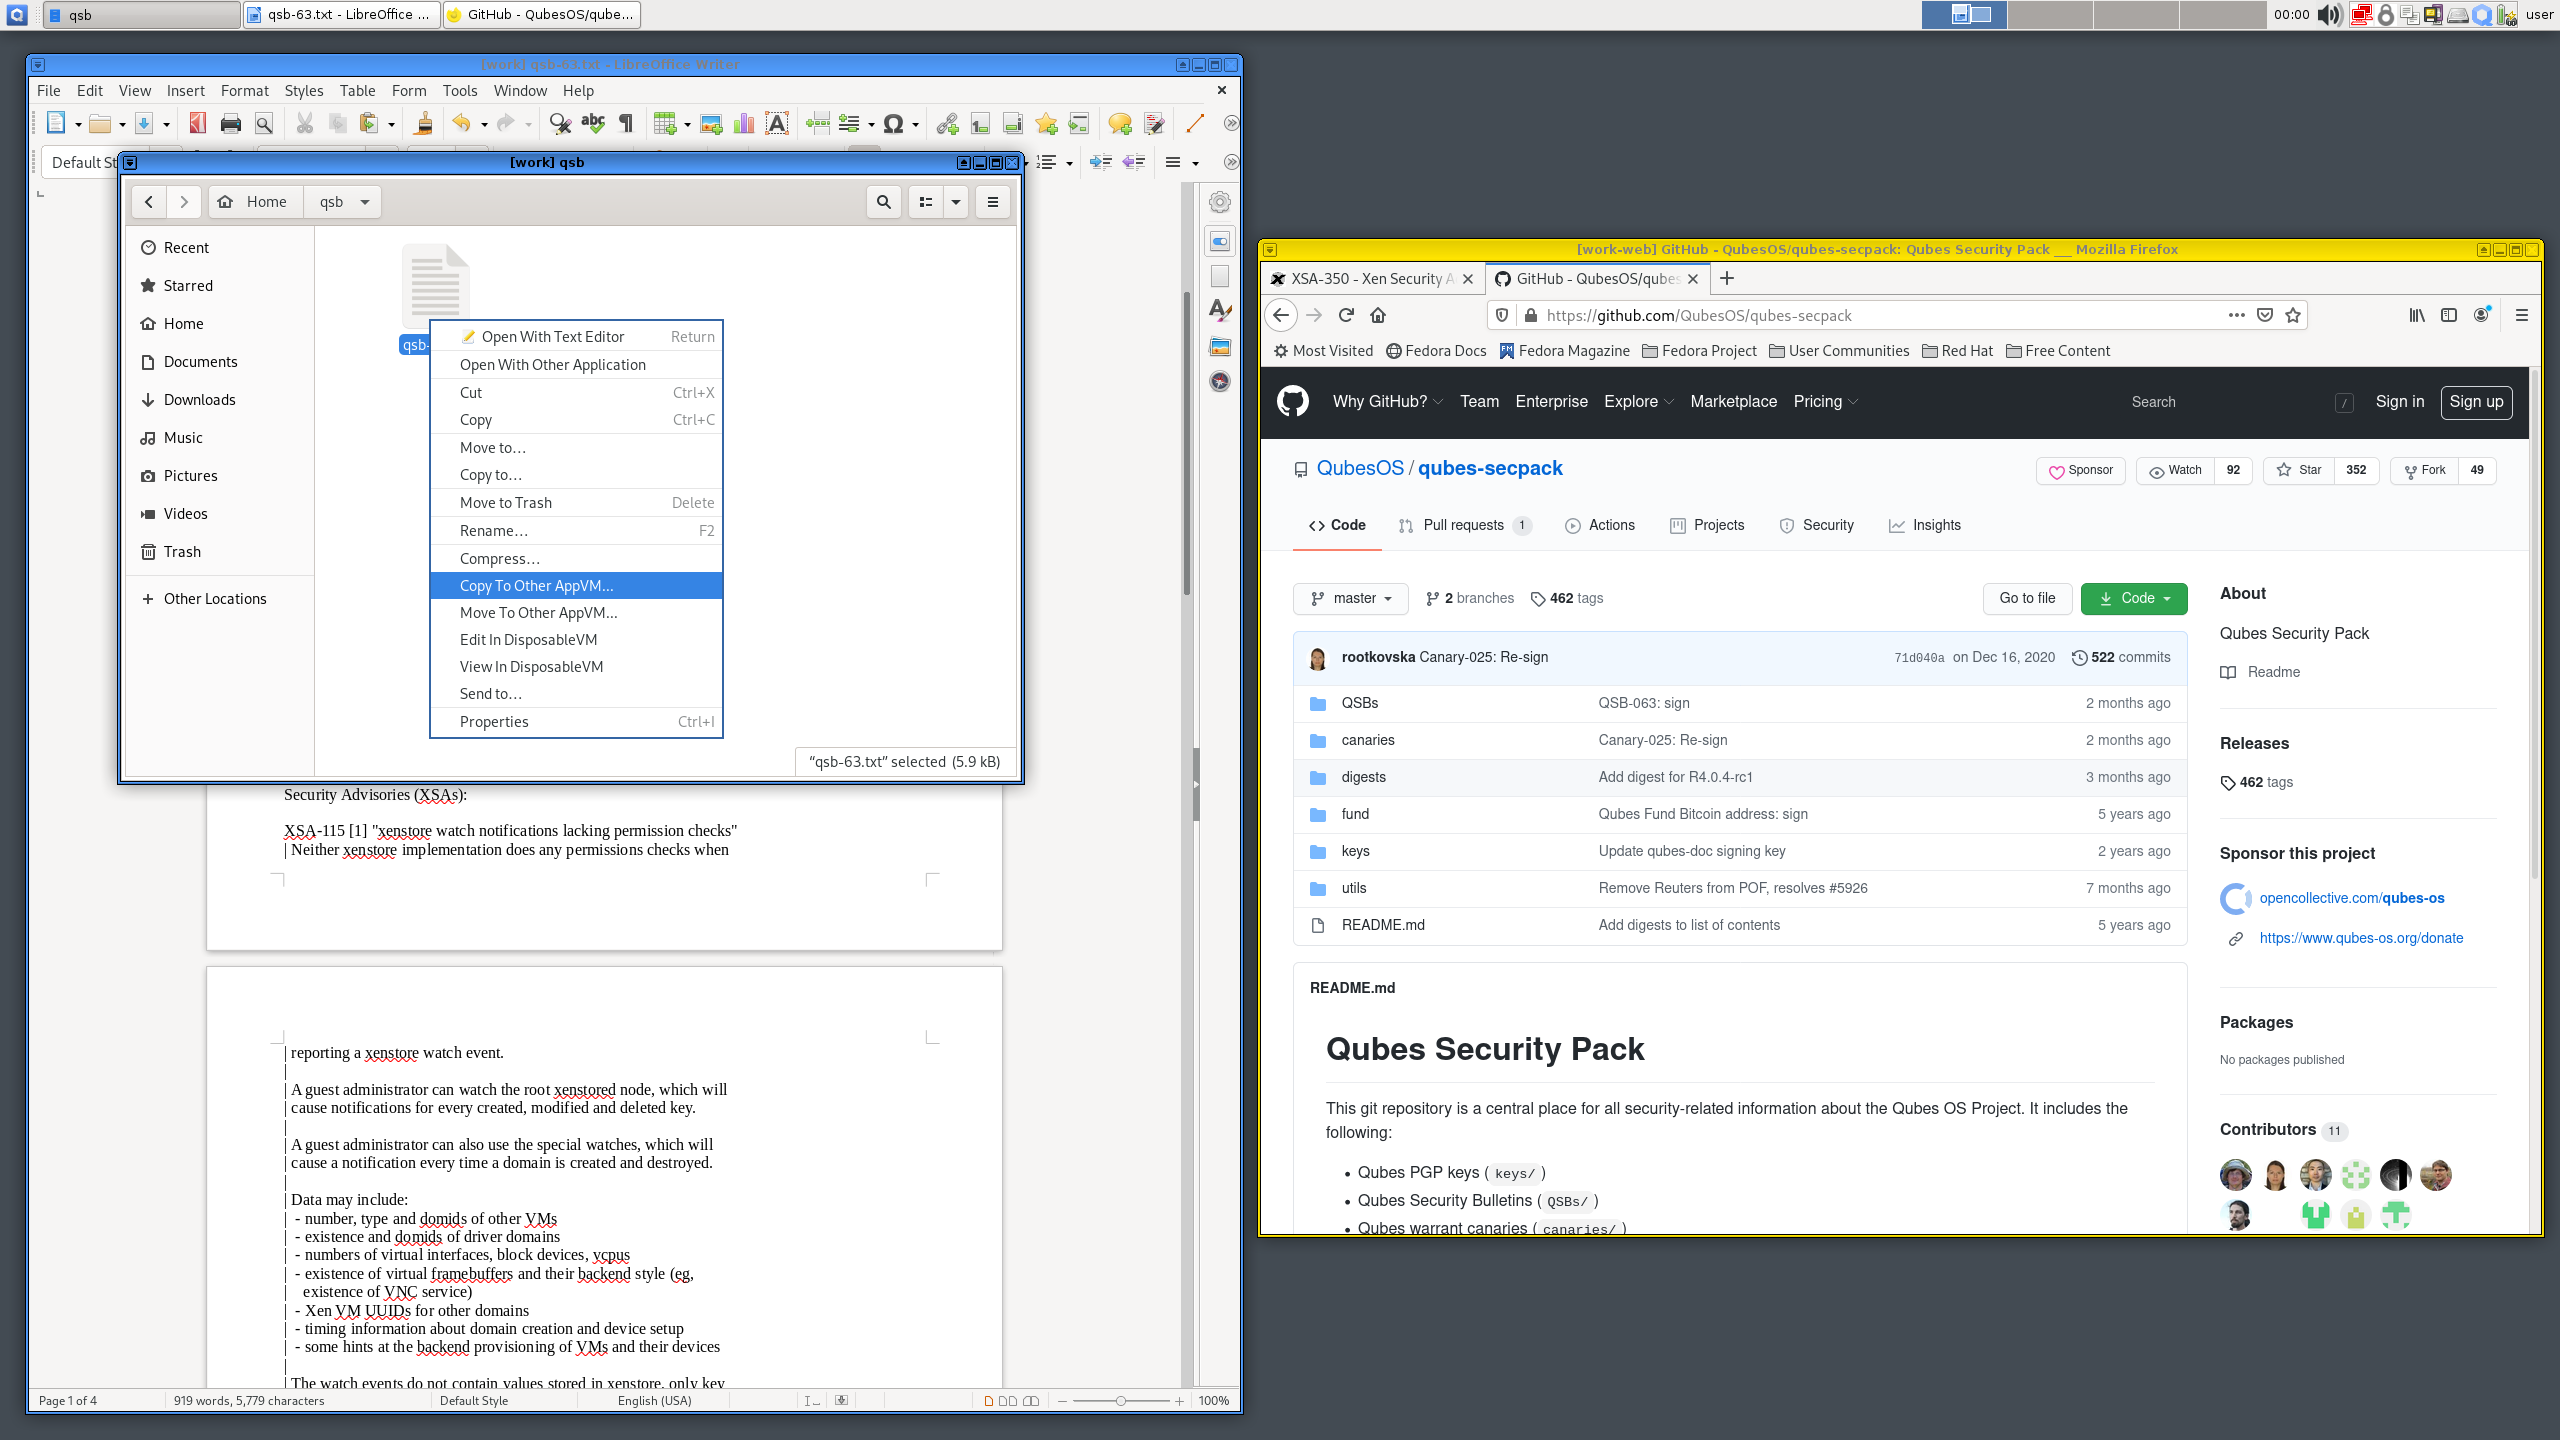 qsb
qsb-63.txt - LibreOffice ...
GitHub - QubesOS/qube...
00:00
user
[work] qsb-63.txt - LibreOffice Writer
File Edit View Insert Format Styles Table Form Tools Window Help
Default St
[work] qsb
Home
qsb
Recent
Starred
Home
Documents
Downloads
Music
Pictures
Videos
Trash
Other Locations
qsb-
Open With Text Editor Return
Open With Other Application
Cut Ctrl+X
Copy Ctrl+C
Move to...
Copy to...
Move to Trash Delete
Rename... F2
Compress...
Copy To Other AppVM...
Move To Other AppVM...
Edit In DisposableVM
View In DisposableVM
Send to...
Properties Ctrl+I
“qsb-63.txt” selected (5.9 kB)
Security Advisories (XSAs):
XSA-115 [1] "xenstore watch notifications lacking permission checks"
| Neither xenstore implementation does any permissions checks when
| reporting a xenstore watch event.
|
| A guest administrator can watch the root xenstored node, which will
| cause notifications for every created, modified and deleted key.
|
| A guest administrator can also use the special watches, which will
| cause a notification every time a domain is created and destroyed.
|
| Data may include:
| - number, type and domids of other VMs
| - existence and domids of driver domains
| - numbers of virtual interfaces, block devices, vcpus
| - existence of virtual framebuffers and their backend style (eg,
| existence of VNC service)
| - Xen VM UUIDs for other domains
| - timing information about domain creation and device setup
| - some hints at the backend provisioning of VMs and their devices
|
| The watch events do not contain values stored in xenstore, only key
Page 1 of 4
919 words, 5,779 characters
Default Style
English (USA)
100%
[work-web] GitHub - QubesOS/qubes-secpack: Qubes Security Pack __ Mozilla Firefox
XSA-350 - Xen Security A
GitHub - QubesOS/qubes
https://github.com/QubesOS/qubes-secpack
Most Visited Fedora Docs Fedora Magazine Fedora Project User Communities Red Hat Free Content
Why GitHub? Team Enterprise Explore Marketplace Pricing
Search /
Sign in
Sign up
QubesOS / qubes-secpack
Sponsor
Watch 92
Star 352
Fork 49
Code
Pull requests 1
Actions
Projects
Security
Insights
master
2 branches
462 tags
Go to file
Code
rootkovska Canary-025: Re-sign 71d040a on Dec 16, 2020 522 commits
QSBs QSB-063: sign 2 months ago
canaries Canary-025: Re-sign 2 months ago
digests Add digest for R4.0.4-rc1 3 months ago
fund Qubes Fund Bitcoin address: sign 5 years ago
keys Update qubes-doc signing key 2 years ago
utils Remove Reuters from POF, resolves #5926 7 months ago
README.md Add digests to list of contents 5 years ago
README.md
Qubes Security Pack
This git repository is a central place for all security-related information about the Qubes OS Project. It includes the
following:
• Qubes PGP keys ( keys/ )
• Qubes Security Bulletins ( QSBs/ )
• Qubes warrant canaries ( canaries/ )
About
Qubes Security Pack
Readme
Releases
462 tags
Sponsor this project
opencollective.com/qubes-os
https://www.qubes-os.org/donate
Packages
No packages published
Contributors 11